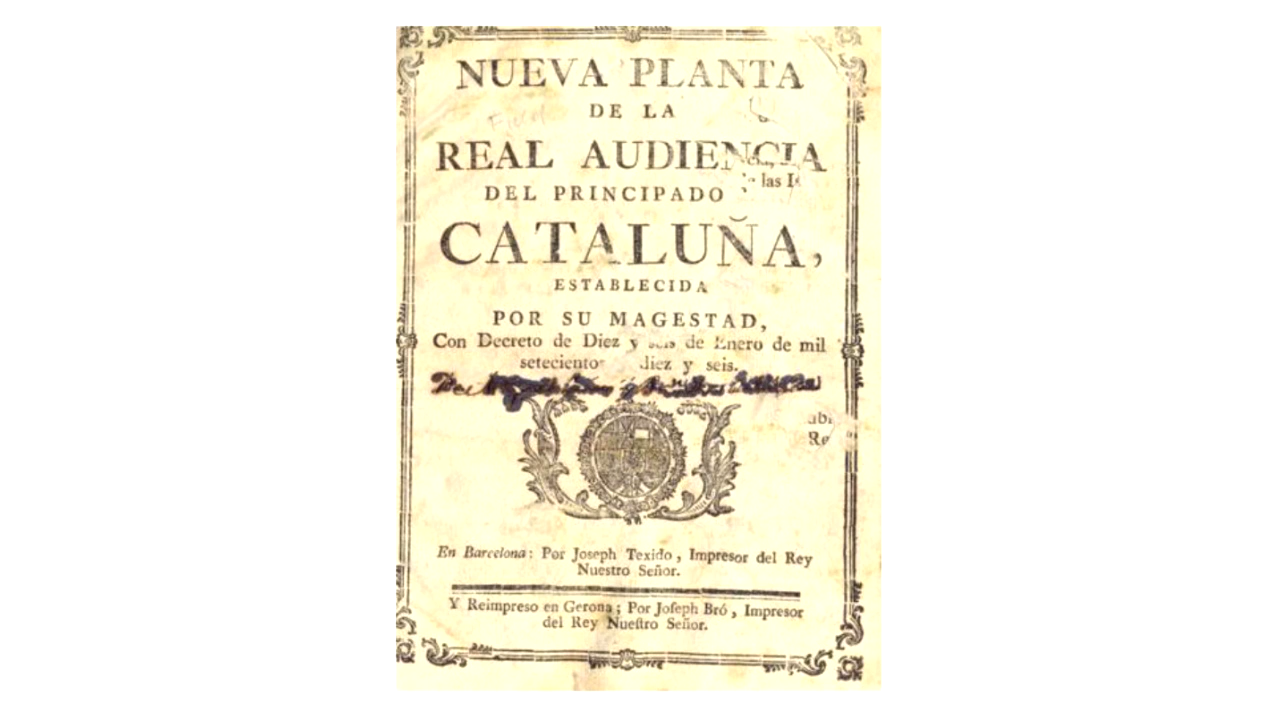 NUEVA PLANTA
DE LA
REAL AUDIENCIA
las
DEL PRINCIPADO
CATALUÑA,
ESTABLECIDA
POR SU MAGESTAD,
Con Decreto de Diez y seis de Enero de mil
setecientos diez y seis.
En Barcelona: Por Joseph Texido, Impresor del Rey
Nuestro Señor.
Y Reimpreso en Gerona; Por Joſeph Bró, Impresor
del Rey Nueſtro Señor.